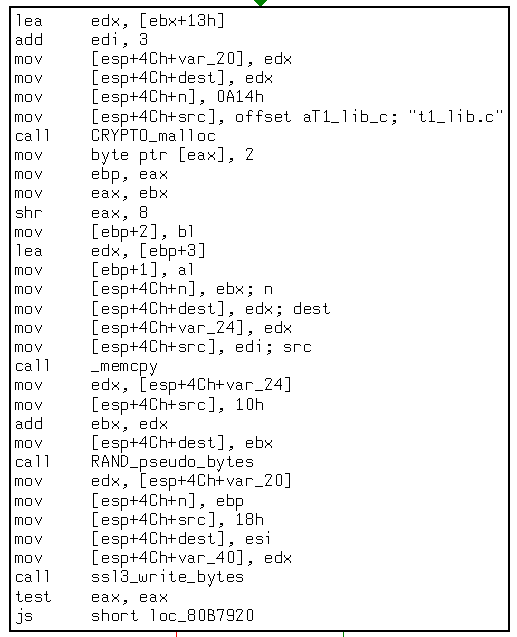 lea edx, [ebx+13h]
add edi, 3
mov [esp+4Ch+var_20], edx
mov [esp+4Ch+dest], edx
mov [esp+4Ch+n], 0A14h
mov [esp+4Ch+src], offset aT1_lib_c; "t1_lib.c"
call CRYPTO_malloc
mov byte ptr [eax], 2
mov ebp, eax
mov eax, ebx
shr eax, 8
mov [ebp+2], bl
lea edx, [ebp+3]
mov [ebp+1], al
mov [esp+4Ch+n], ebx; n
mov [esp+4Ch+dest], edx; dest
mov [esp+4Ch+var_24], edx
mov [esp+4Ch+src], edi; src
call _memcpy
mov edx, [esp+4Ch+var_24]
mov [esp+4Ch+src], 10h
add ebx, edx
mov [esp+4Ch+dest], ebx
call RAND_pseudo_bytes
mov edx, [esp+4Ch+var_20]
mov [esp+4Ch+n], ebp
mov [esp+4Ch+src], 18h
mov [esp+4Ch+dest], esi
mov [esp+4Ch+var_40], edx
call ssl3_write_bytes
test eax, eax
js short loc_80B7920